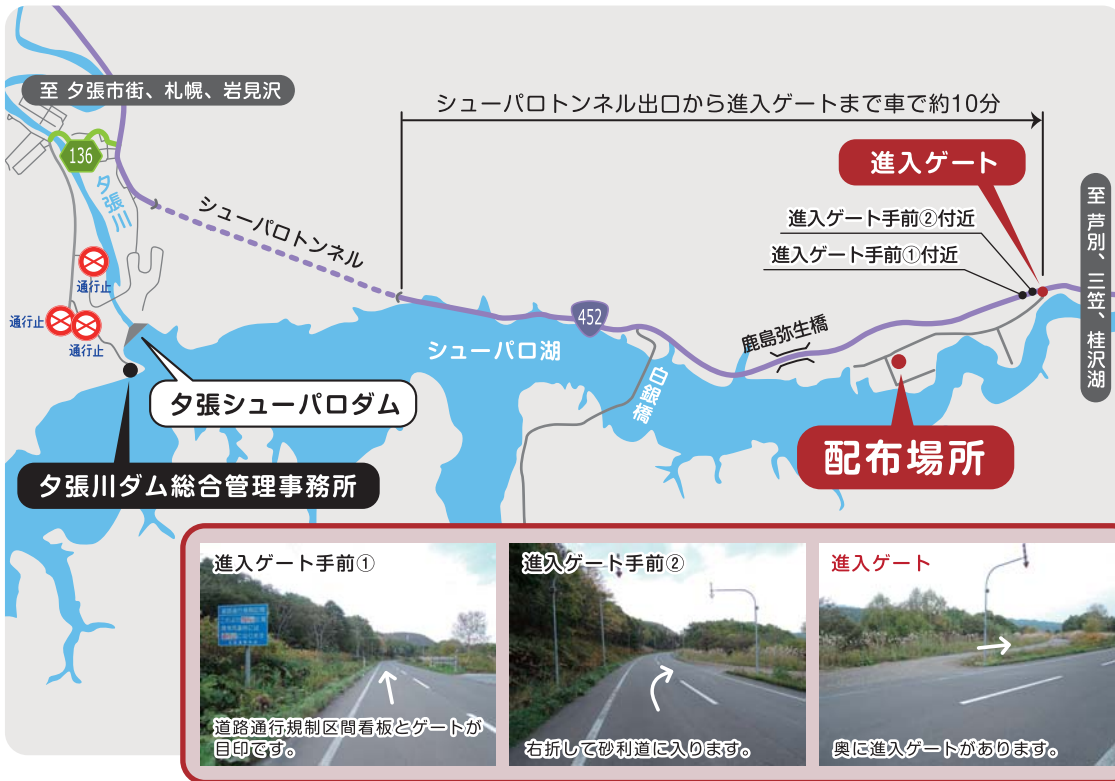 至 夕張市街、札幌、岩見沢
シューパロトンネル出口から進入ゲートまで車で約10分
136
夕張川
進入ゲート
至 芦別、三笠、桂沢湖
シューパロトンネル
進入ゲート手前②付近
進入ゲート手前①付近
通行止
通行止
通行止
452
シューパロ湖
鹿島弥生橋
白銀橋
夕張シューパロダム
配布場所
夕張川ダム総合管理事務所
進入ゲート手前①
道路通行規制区間看板とゲートが
目印です。
進入ゲート手前②
右折して砂利道に入ります。
進入ゲート
奥に進入ゲートがあります。